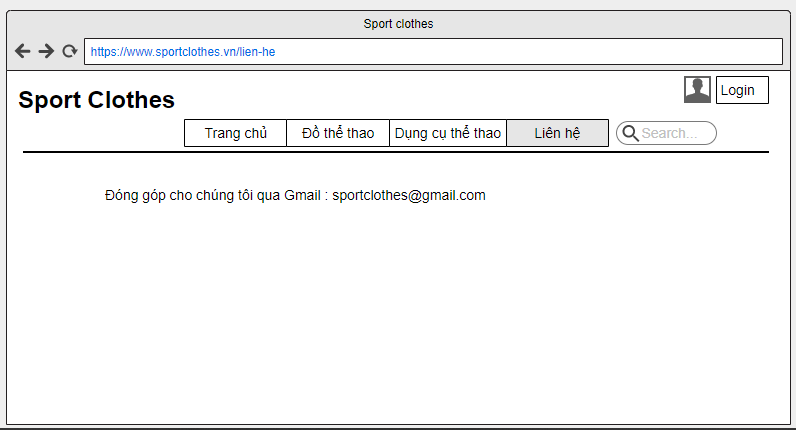 Sport clothes
https://www.sportclothes.vn/lien-he
Login
Sport Clothes
Trang chủ Đồ thể thao Dụng cụ thể thao Liên hệ Search...
Đóng góp cho chúng tôi qua Gmail : sportclothes@gmail.com